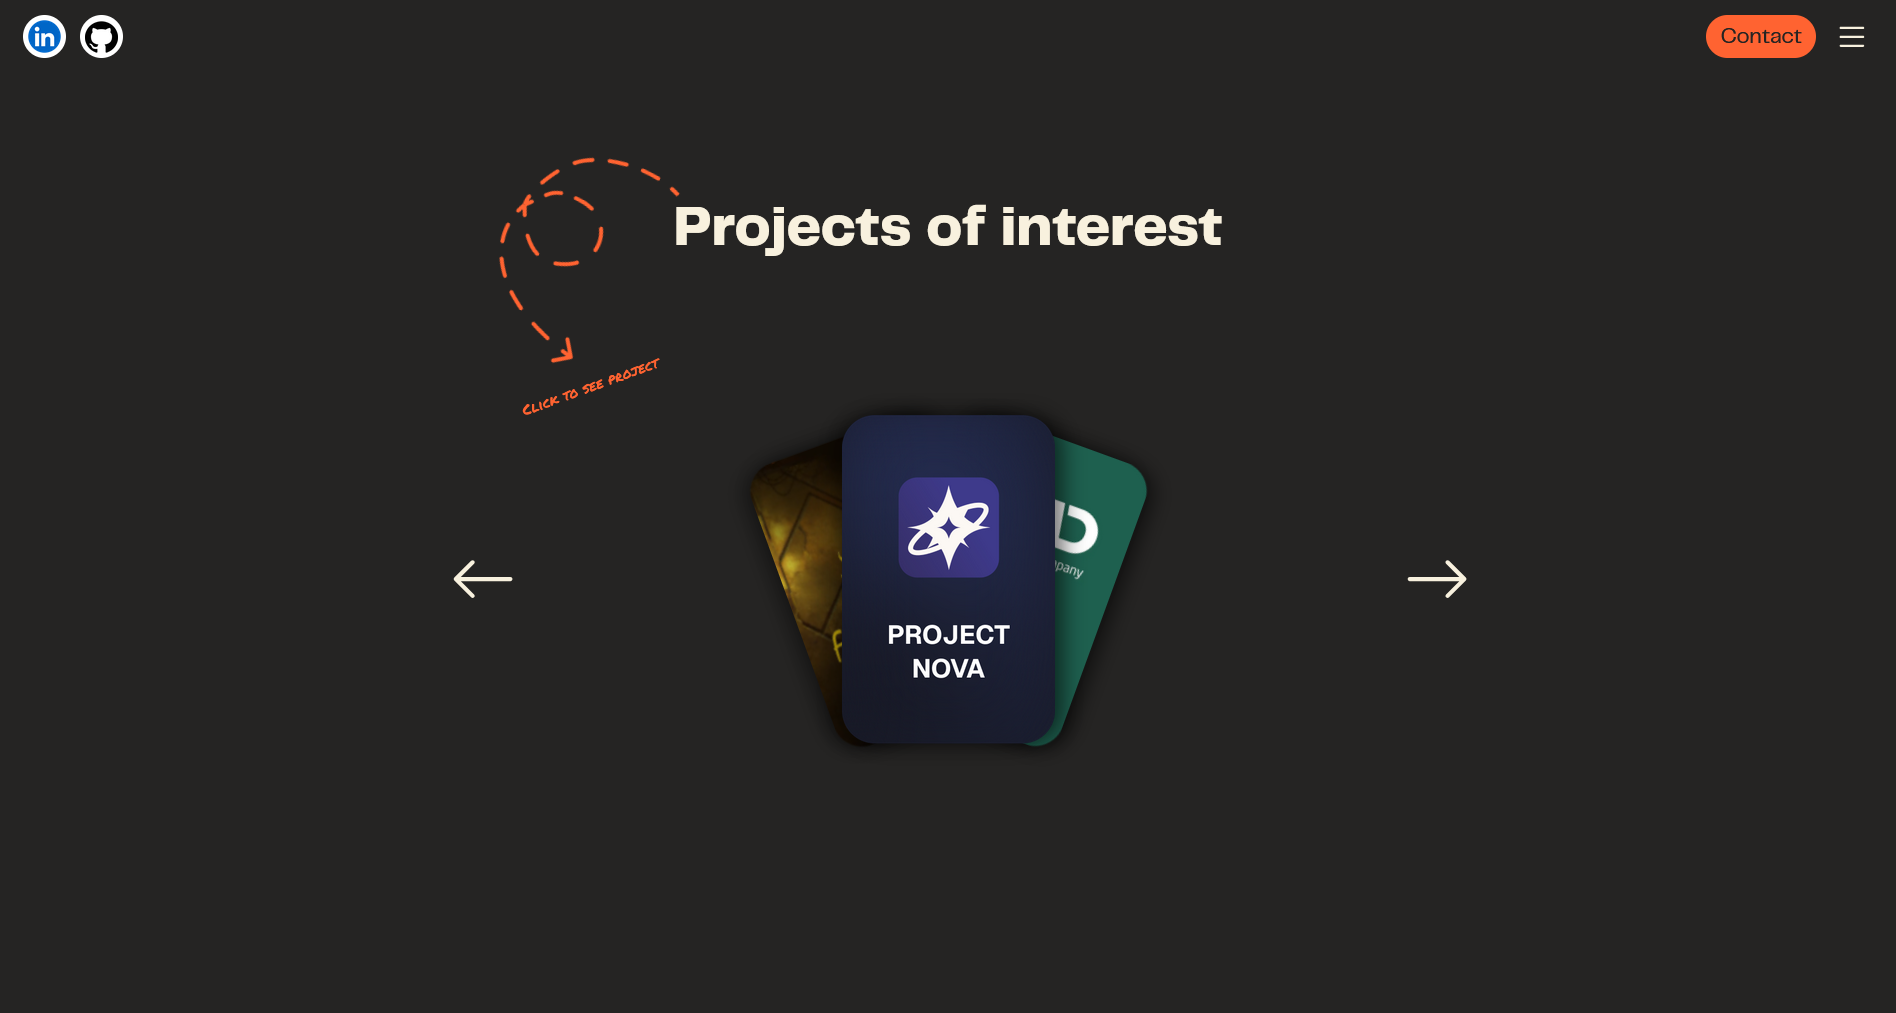 Contact
Projects of interest
Click to see project
PROJECT
NOVA